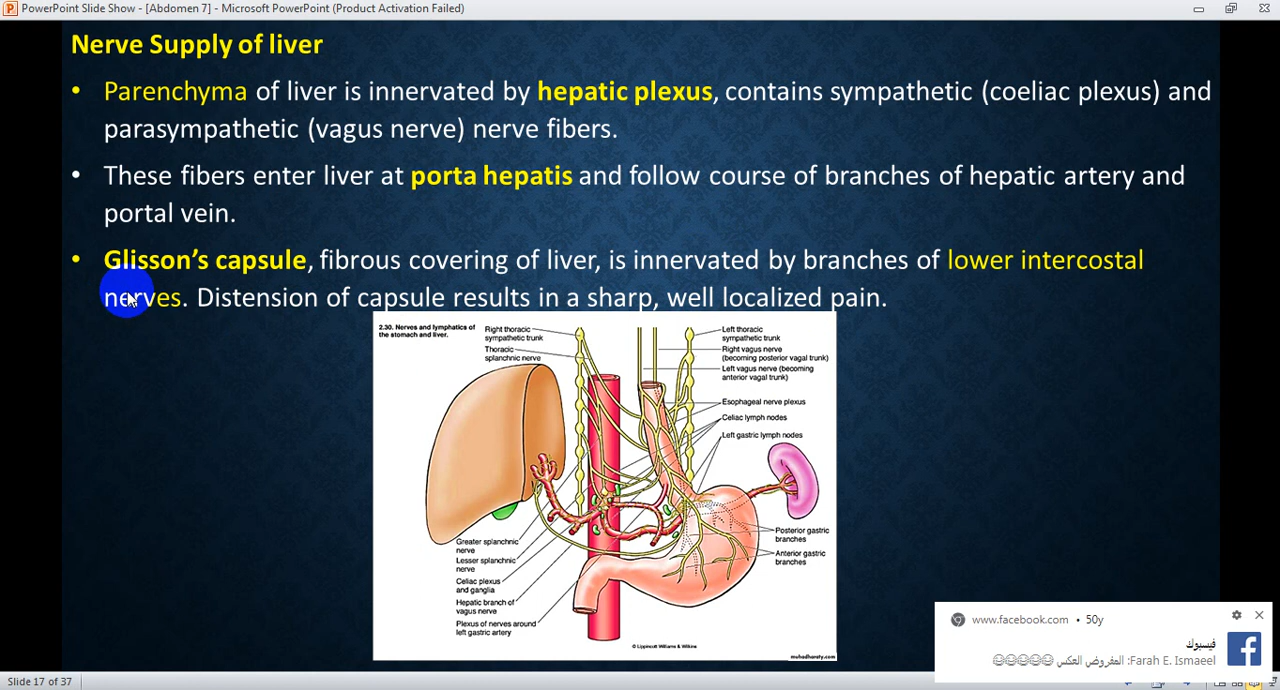 PowerPoint Slide Show - [Abdomen 7] - Microsoft PowerPoint (Product Activation Failed)
Nerve Supply of liver
• Parenchyma of liver is innervated by hepatic plexus, contains sympathetic (coeliac plexus) and
parasympathetic (vagus nerve) nerve fibers.
• These fibers enter liver at porta hepatis and follow course of branches of hepatic artery and
portal vein.
• Glisson’s capsule, fibrous covering of liver, is innervated by branches of lower intercostal
nerves. Distension of capsule results in a sharp, well localized pain.
2.30. Nerves and lymphatics of
the stomach and liver.
Right thoracic
sympathetic trunk
Thoracic
splanchnic nerve
Left thoracic
sympathetic trunk
Right vagus nerve
(becoming posterior vagal trunk)
Left vagus nerve (becoming
anterior vagal trunk)
Esophageal nerve plexus
Celiac lymph nodes
Left gastric lymph nodes
Greater splanchnic
nerve
Lesser splanchnic
nerve
Celiac plexus
and ganglia
Hepatic branch of
vagus nerve
Plexus of nerves around
left gastric artery
Posterior gastric
branches
Anterior gastric
branches
© Lippincott Williams & Wilkins
muhadharaty.com
www.facebook.com • 50y
فيسبوك
Farah E. Ismaeel: المفروض العكس 😂😂😂😂😂
Slide 17 of 37